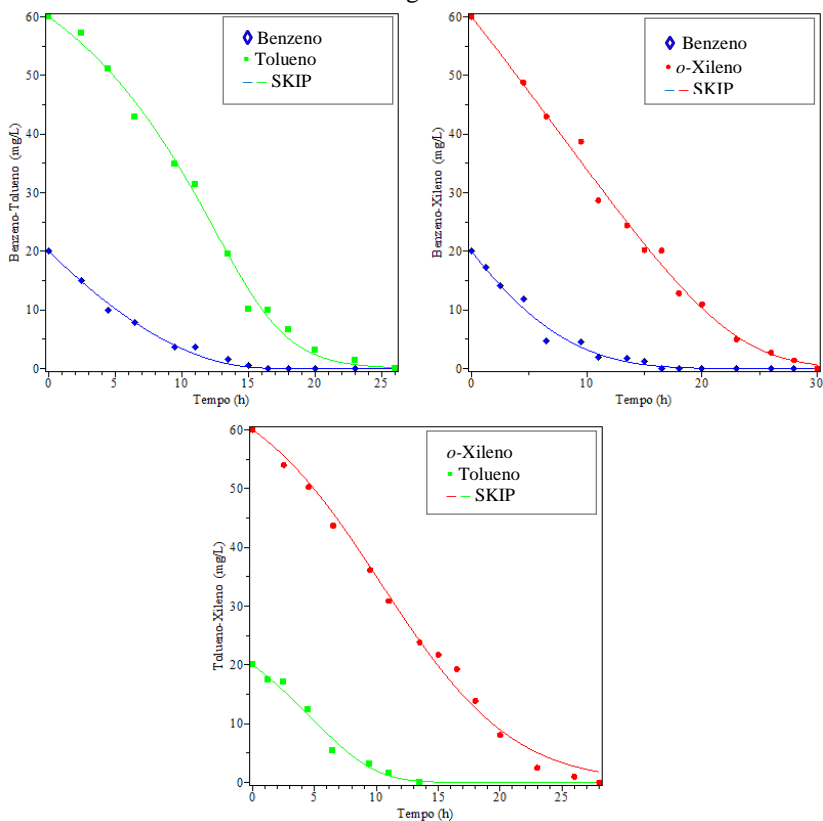 Benzeno-Tolueno (mg/L)
60
50
40
30
20
10
0
0 5 10 15 20 25
Tempo (h)
Benzeno
Tolueno
SKIP
Benzeno-Xileno (mg/L)
60
50
40
30
20
10
0
0 10 20 30
Tempo (h)
Benzeno
o-Xileno
SKIP
Tolueno-Xileno (mg/L)
60
50
40
30
20
10
0
0 5 10 15 20 25
Tempo (h)
o-Xileno
Tolueno
SKIP